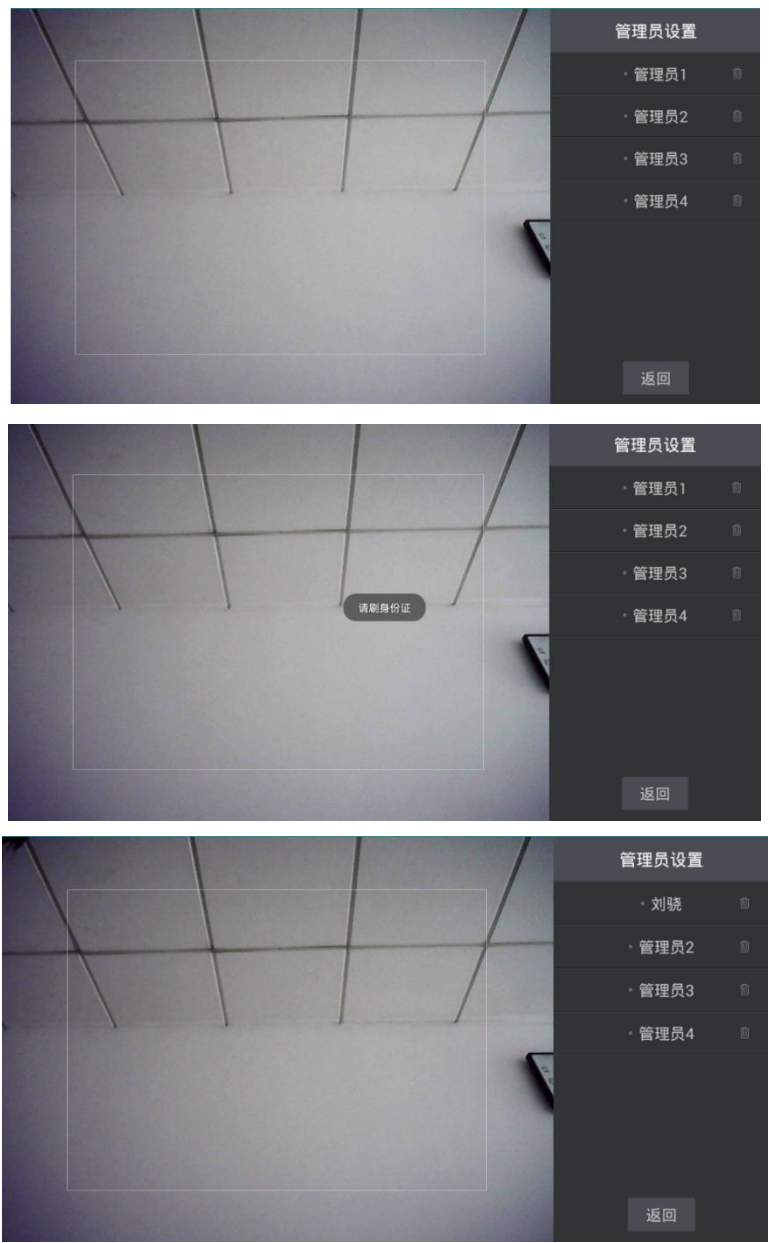 管理员设置
• 管理员1
• 管理员2
• 管理员3
• 管理员4
返回
管理员设置
• 管理员1
• 管理员2
• 管理员3
请刷身份证
• 管理员4
返回
管理员设置
• 刘骁
• 管理员2
• 管理员3
• 管理员4
返回